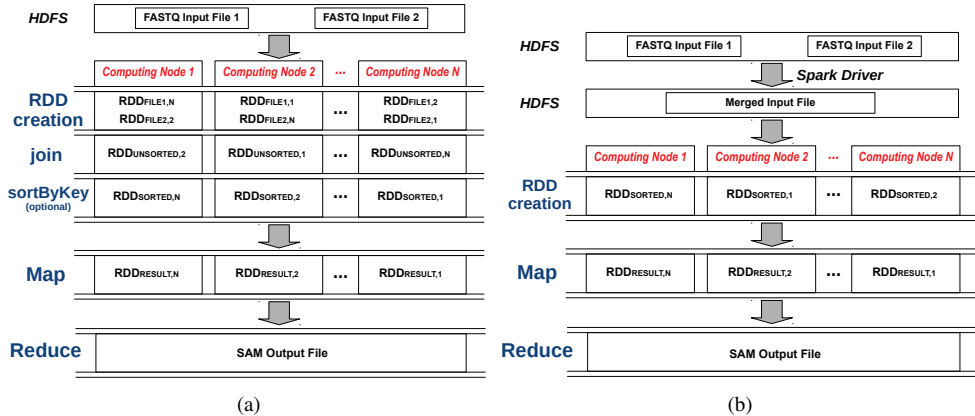 HDFS FASTQ Input File 1 FASTQ Input File 2
Computing Node 1 Computing Node 2 ... Computing Node N
RDD creation
RDDFILE1,N RDDFILE1,1 ... RDDFILE1,2
RDDFILE2,2 RDDFILE2,N RDDFILE2,1
join RDDUNSORTED,2 RDDUNSORTED,1 ... RDDUNSORTED,N
sortByKey RDDSORTED,N RDDSORTED,2 ... RDDSORTED,1
(optional)
Map RDDRESULT,N RDDRESULT,2 ... RDDRESULT,1
Reduce SAM Output File
(a)
HDFS FASTQ Input File 1 FASTQ Input File 2
Spark Driver
HDFS Merged Input File
Computing Node 1 Computing Node 2 ... Computing Node N
RDD
creation RDDSORTED,N RDDSORTED,1 ... RDDSORTED,2
Map RDDRESULT,N RDDRESULT,2 ... RDDRESULT,1
Reduce SAM Output File
(b)